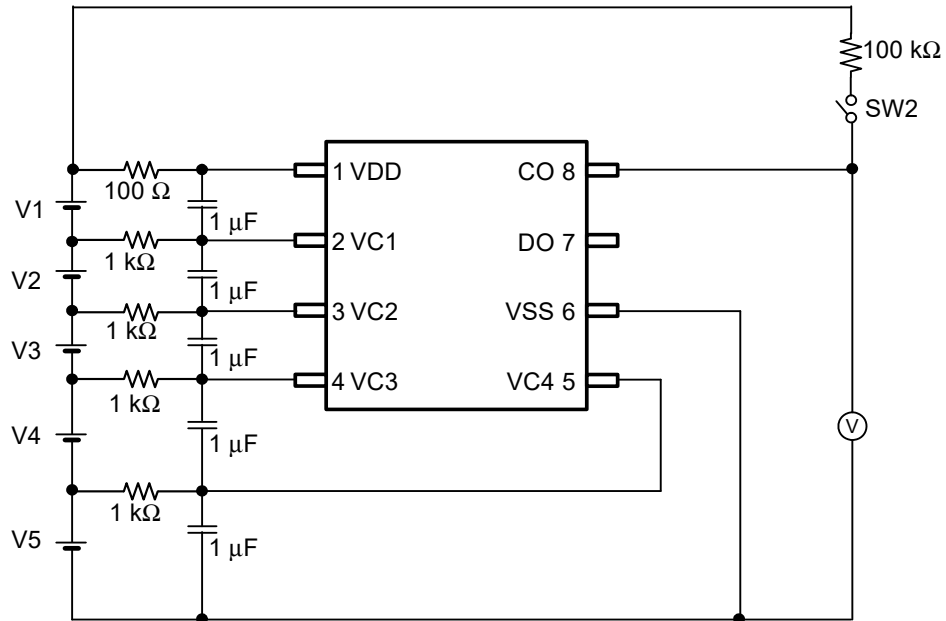 100 kΩ
SW2
1 VDD
CO 8
100 Ω
V1
1 μF
2 VC1
DO 7
1 kΩ
V2
1 μF
3 VC2
VSS 6
1 kΩ
V3
1 μF
4 VC3
VC4 5
1 kΩ
V4
1 μF
V
1 kΩ
V5
1 μF